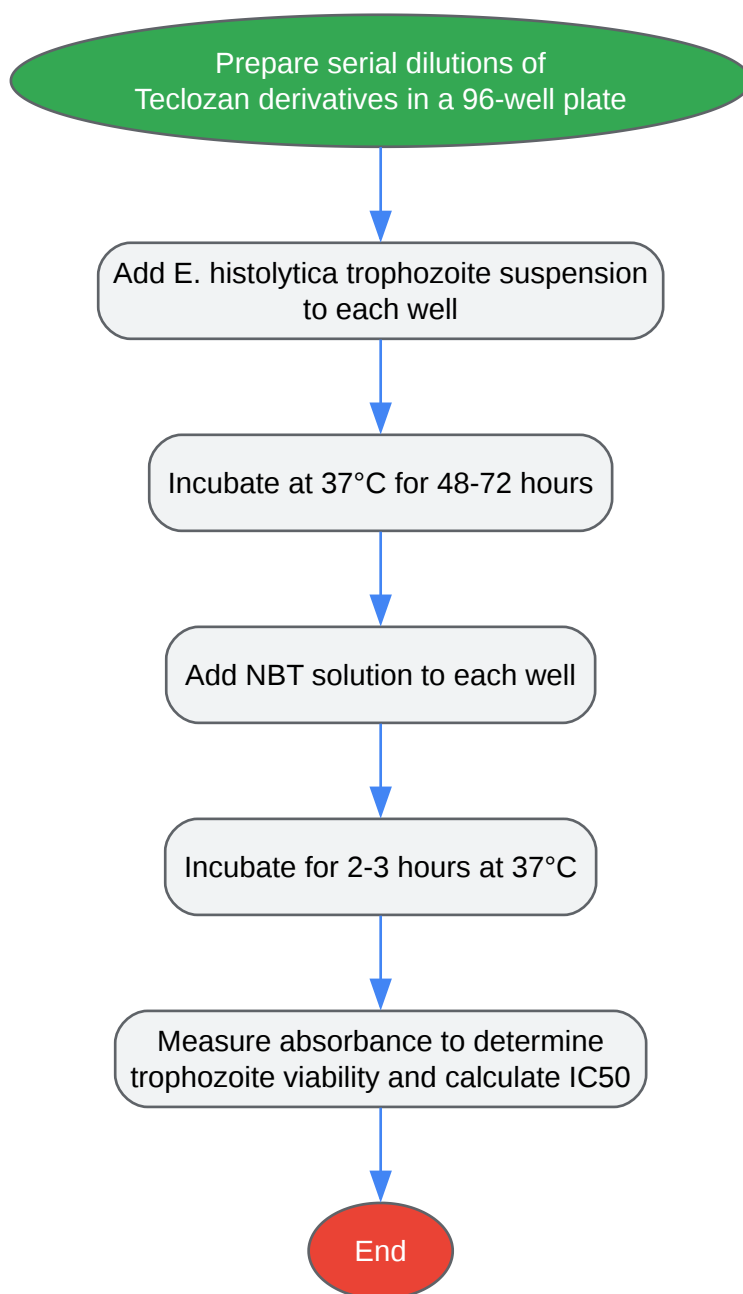 Prepare serial dilutions of
Teclozan derivatives in a 96-well plate
Add E. histolytica trophozoite suspension
to each well
Incubate at 37°C for 48-72 hours
Add NBT solution to each well
Incubate for 2-3 hours at 37°C
Measure absorbance to determine
trophozoite viability and calculate IC50
End